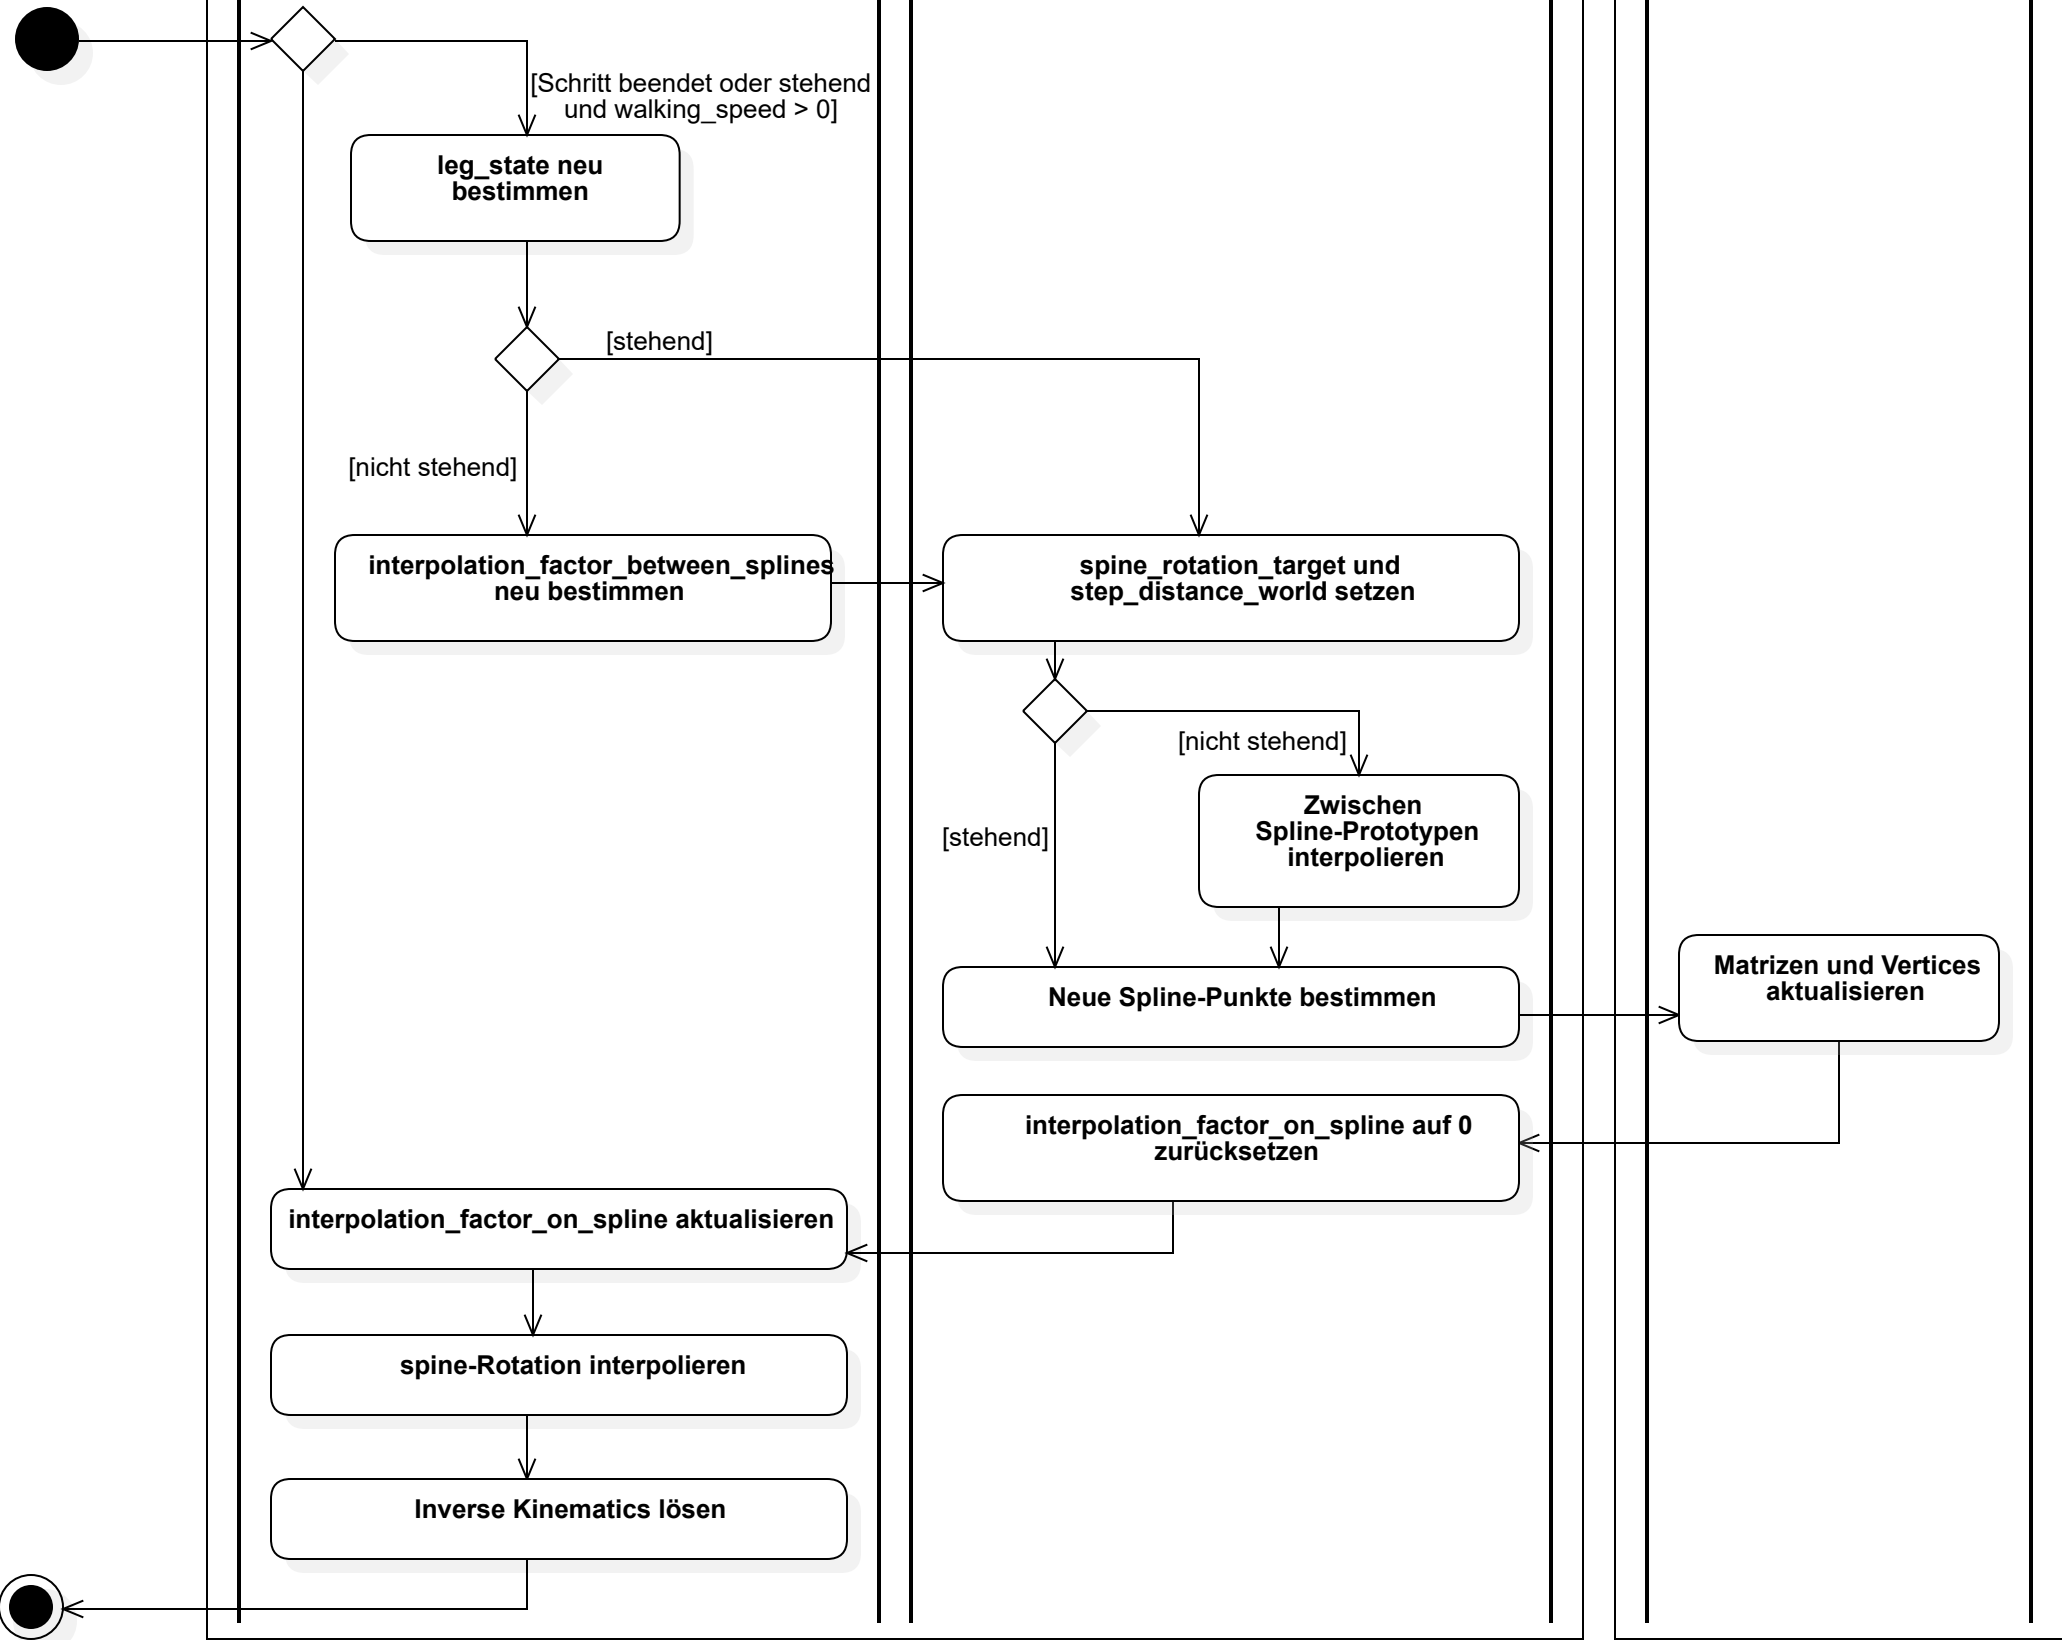 [Schritt beendet oder stehend
und walking_speed > 0]
leg_state neu
bestimmen
[stehend]
[nicht stehend]
interpolation_factor_between_splines
neu bestimmen
spine_rotation_target und
step_distance_world setzen
[nicht stehend]
Zwischen
Spline-Prototypen
interpolieren
[stehend]
Neue Spline-Punkte bestimmen
Matrizen und Vertices
aktualisieren
interpolation_factor_on_spline auf 0
zurücksetzen
interpolation_factor_on_spline aktualisieren
spine-Rotation interpolieren
Inverse Kinematics lösen